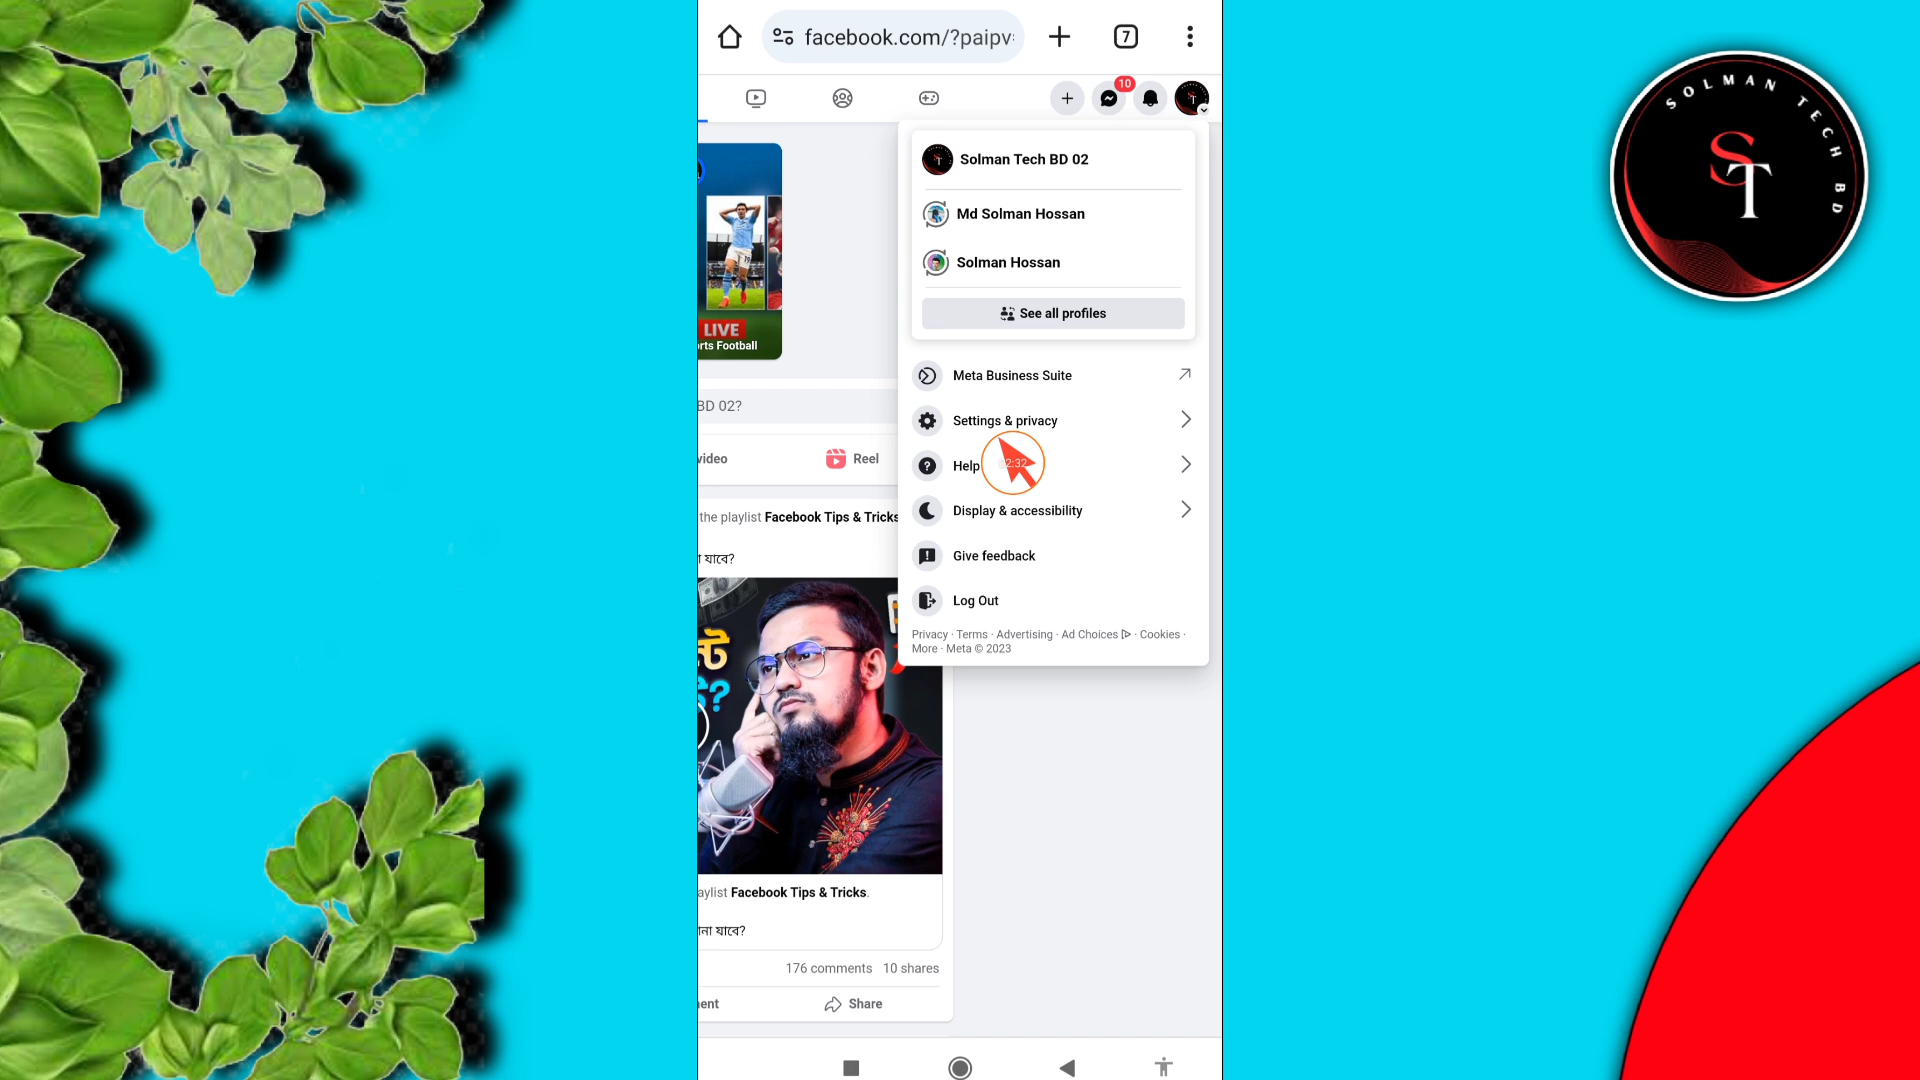 facebook.com/?paipv
7
10
SOLMAN TECH BD
ST
Solman Tech BD 02
Md Solman Hossan
Solman Hossan
See all profiles
LIVE
rts Football
Meta Business Suite
BD 02?
Settings & privacy
video
Reel
Help
2:32
the playlist Facebook Tips & Tricks
Display & accessibility
যাবে?
Give feedback
Log Out
Privacy · Terms · Advertising · Ad Choices · Cookies ·
More · Meta © 2023
aylist Facebook Tips & Tricks.
না যাবে?
176 comments 10 shares
ent
Share